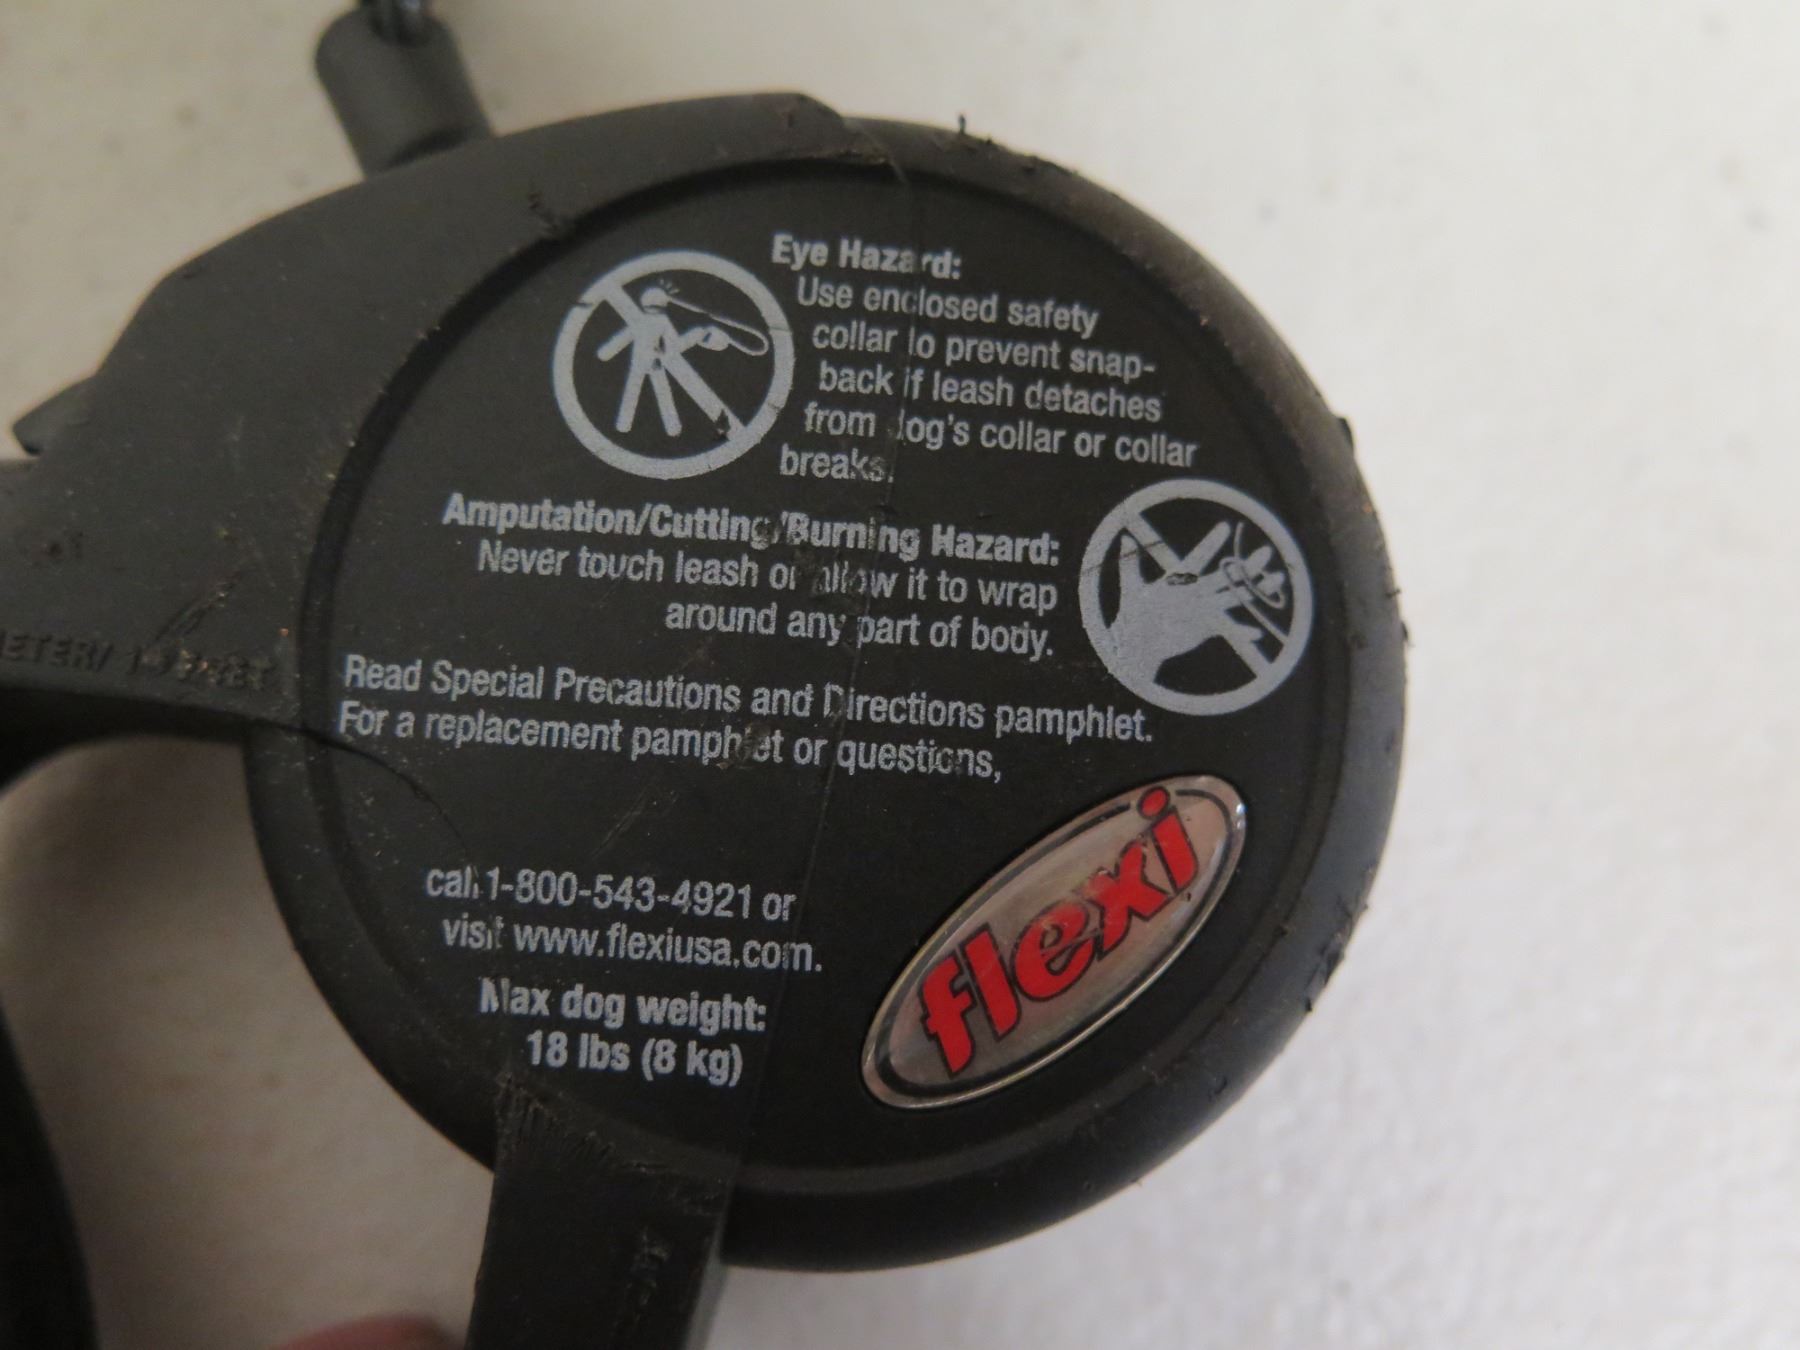 Eye Hazard:
Use enclosed safety
collar to prevent snap-
back if leash detaches
from dog's collar or collar
breaks.
Amputation/Cutting/Burning Hazard:
Never touch leash or allow it to wrap
around any part of body.
Read Special Precautions and Directions pamphlet.
For a replacement pamphlet or questions,
call 1-800-543-4921 or
visit www.flexiusa.com.
Max dog weight:
18 lbs (8 kg)
flexi